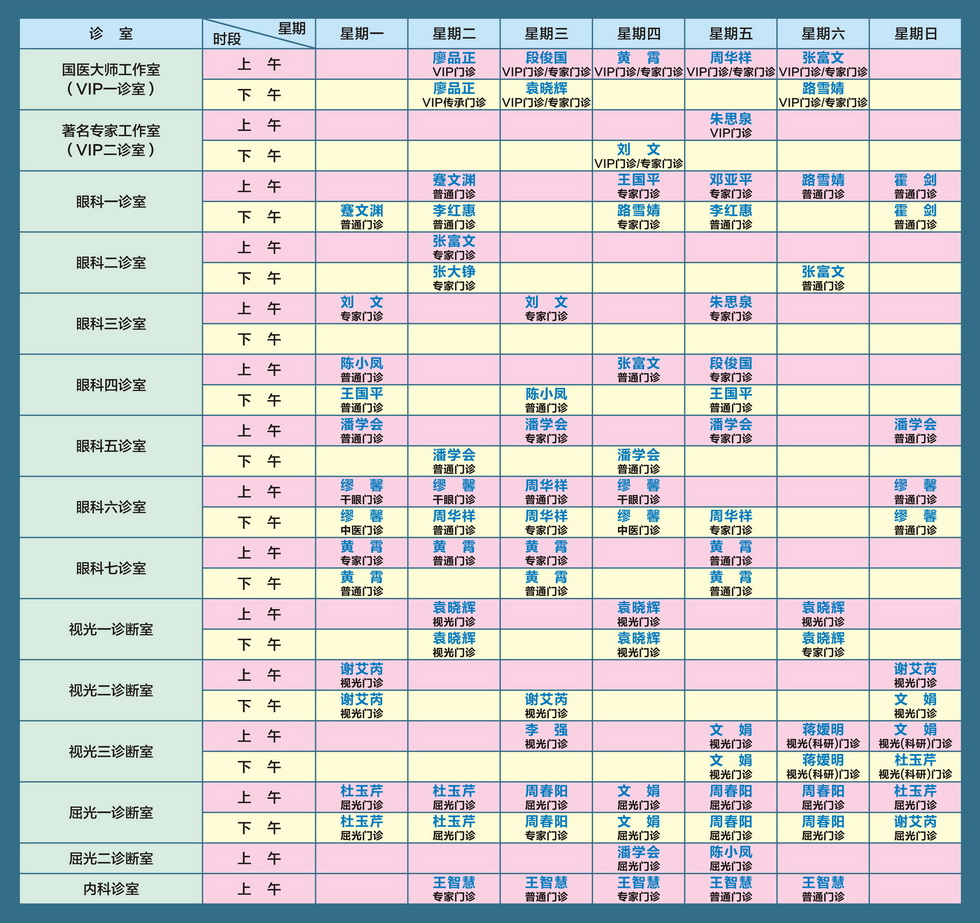 诊　室 时段 星期 星期一 星期二 星期三 星期四 星期五 星期六 星期日
国医大师工作室
（VIP一诊室）
上　午 廖品正 段俊国 黄　霄 周华祥 张富文
VIP门诊 VIP门诊/专家门诊 VIP门诊/专家门诊 VIP门诊/专家门诊 VIP门诊/专家门诊
下　午 廖品正 袁晓辉 路雪婧
VIP传承门诊 VIP门诊/专家门诊 VIP门诊/专家门诊
著名专家工作室
（VIP二诊室）
上　午 朱思泉
VIP门诊
下　午 刘　文
VIP门诊/专家门诊
眼科一诊室
上　午 蹇文渊 王国平 邓亚平 路雪婧 霍　剑
普通门诊 专家门诊 专家门诊 普通门诊 普通门诊
下　午 蹇文渊 李红惠 路雪婧 李红惠 霍　剑
普通门诊 普通门诊 专家门诊 普通门诊 普通门诊
眼科二诊室
上　午 张富文
专家门诊
下　午 张大铮 张富文
专家门诊 普通门诊
眼科三诊室
上　午 刘　文 刘　文 朱思泉
专家门诊 专家门诊 专家门诊
下　午
眼科四诊室
上　午 陈小凤 张富文 段俊国
普通门诊 普通门诊 专家门诊
下　午 王国平 陈小凤 王国平
普通门诊 普通门诊 普通门诊
眼科五诊室
上　午 潘学会 潘学会 潘学会 潘学会
普通门诊 专家门诊 专家门诊 普通门诊
下　午 潘学会 潘学会
普通门诊 普通门诊
眼科六诊室
上　午 缪　馨 缪　馨 周华祥 缪　馨 缪　馨
干眼门诊 干眼门诊 普通门诊 干眼门诊 普通门诊
下　午 缪　馨 周华祥 周华祥 缪　馨 周华祥 缪　馨
中医门诊 普通门诊 专家门诊 中医门诊 专家门诊 普通门诊
眼科七诊室
上　午 黄　霄 黄　霄 黄　霄 黄　霄
专家门诊 普通门诊 专家门诊 普通门诊
下　午 黄　霄 黄　霄 黄　霄
普通门诊 普通门诊 普通门诊
视光一诊断室
上　午 袁晓辉 袁晓辉 袁晓辉
视光门诊 视光门诊 视光门诊
下　午 袁晓辉 袁晓辉 袁晓辉
视光门诊 视光门诊 专家门诊
视光二诊断室
上　午 谢艾芮 谢艾芮
视光门诊 视光门诊
下　午 谢艾芮 谢艾芮 文　娟
视光门诊 视光门诊 视光门诊
视光三诊断室
上　午 李　强 文　娟 蒋嫒明 文　娟
视光门诊 视光门诊 视光(科研)门诊 视光(科研)门诊
下　午 文　娟 蒋嫒明 杜玉芹
视光门诊 视光(科研)门诊 视光(科研)门诊
屈光一诊断室
上　午 杜玉芹 杜玉芹 周春阳 文　娟 周春阳 周春阳 杜玉芹
屈光门诊 屈光门诊 屈光门诊 屈光门诊 屈光门诊 屈光门诊 屈光门诊
下　午 杜玉芹 杜玉芹 周春阳 文　娟 周春阳 周春阳 谢艾芮
屈光门诊 屈光门诊 专家门诊 屈光门诊 屈光门诊 屈光门诊 屈光门诊
屈光二诊断室 上　午 潘学会 陈小凤
屈光门诊 屈光门诊
内科诊室 上　午 王智慧 王智慧 王智慧 王智慧 王智慧
专家门诊 普通门诊 专家门诊 普通门诊 普通门诊